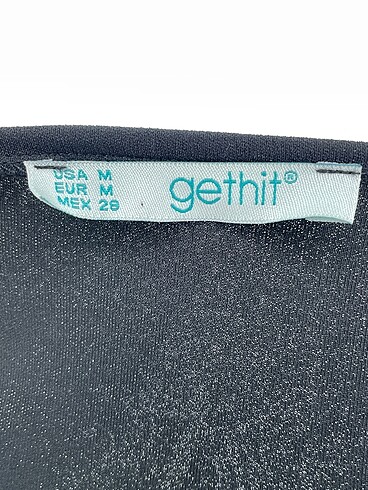 USA M
EUR M
MEX 28
gethit®